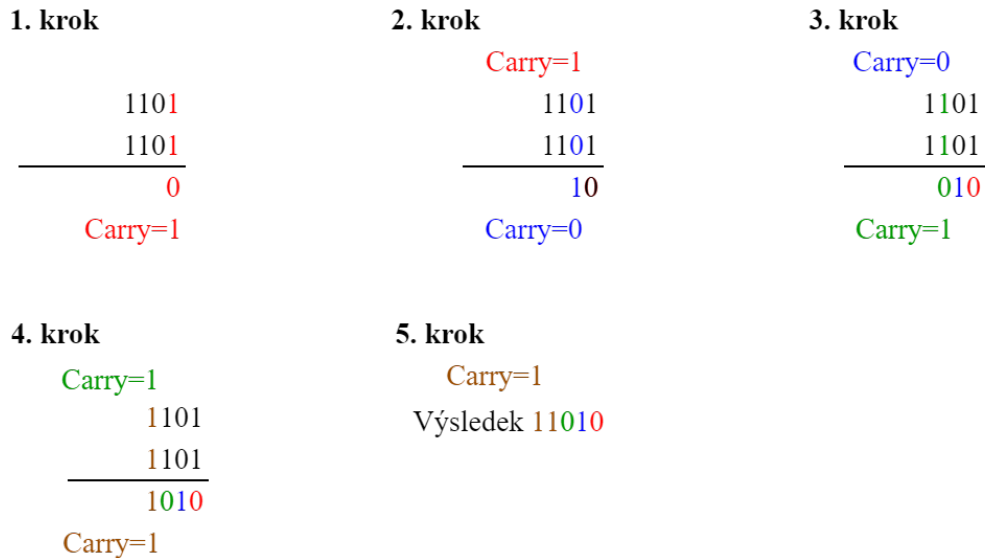 1. krok
1101
1101
0
Carry=1
2. krok
Carry=1
1101
1101
10
Carry=0
3. krok
Carry=0
1101
1101
010
Carry=1
4. krok
Carry=1
1101
1101
1010
Carry=1
5. krok
Carry=1
Výsledek 11010